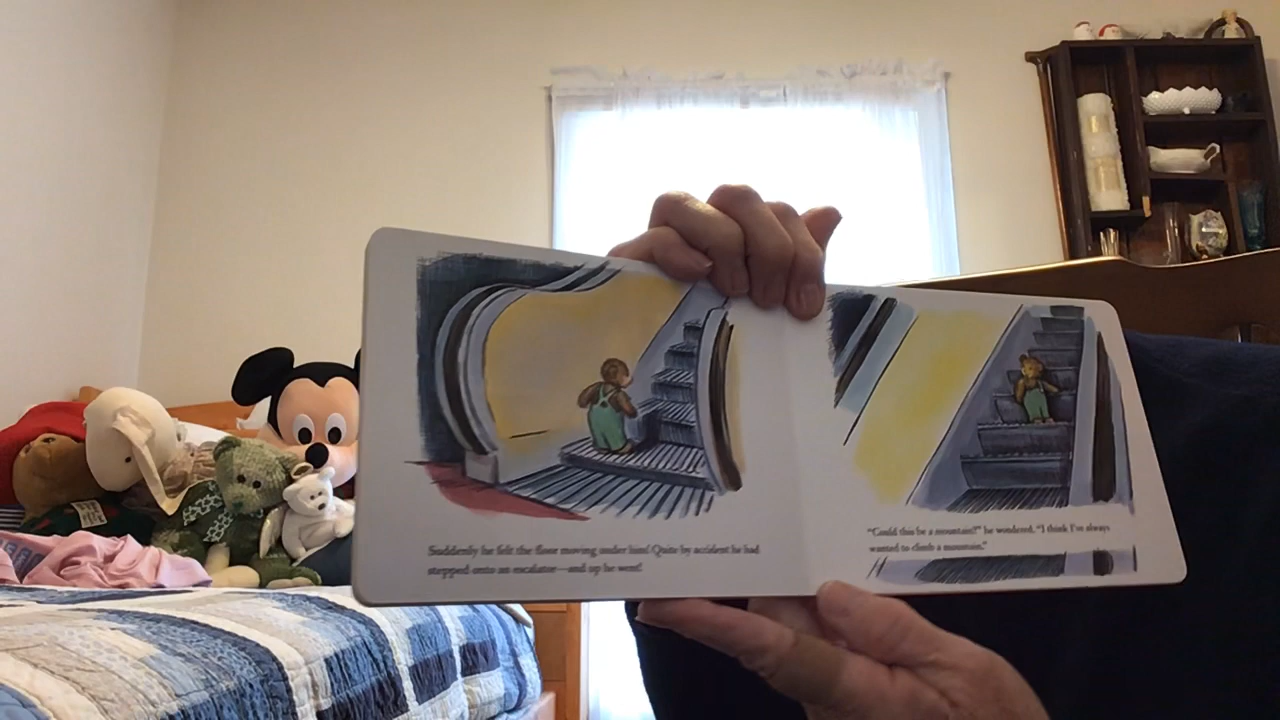 Suddenly he felt the floor moving under him! Quite by accident he had
stepped onto an escalator—and up he went!
"Could this be a mountain?" he wondered. "I think I've always
wanted to climb a mountain."